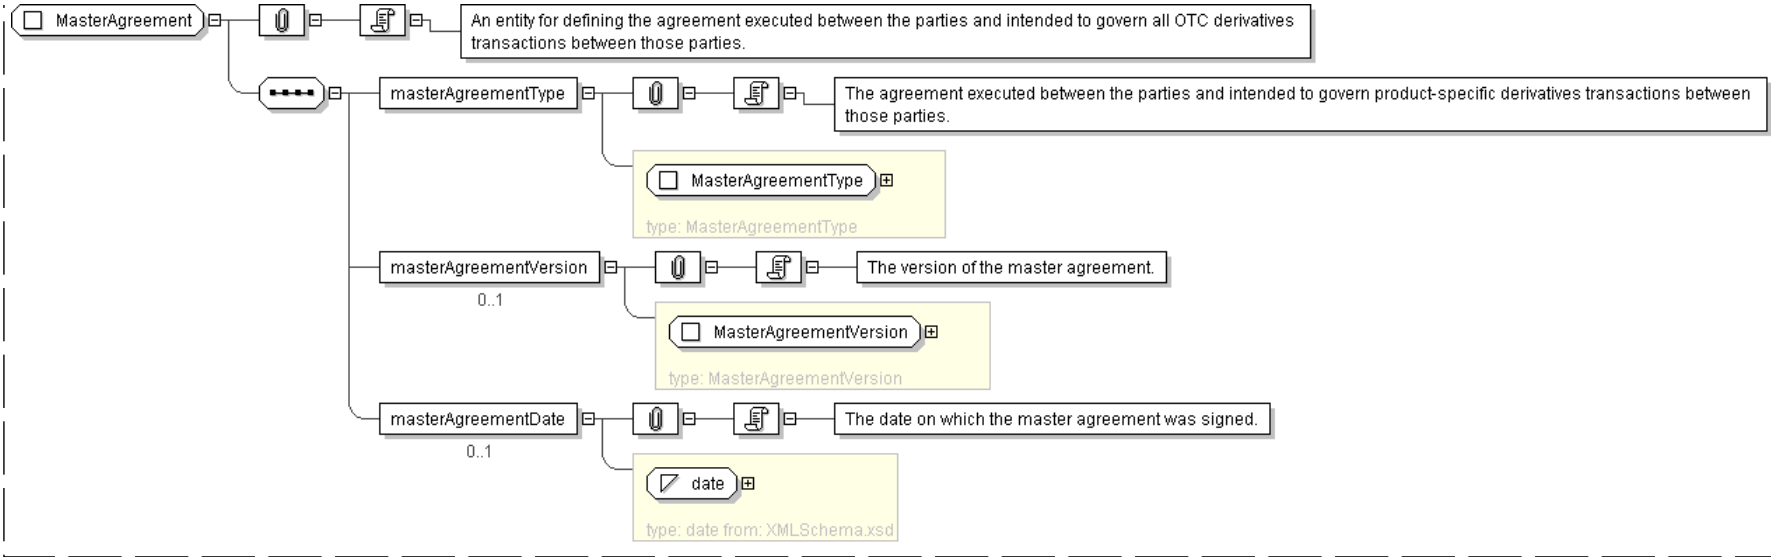 MasterAgreement
An entity for defining the agreement executed between the parties and intended to govern all OTC derivatives
transactions between those parties.
masterAgreementType
The agreement executed between the parties and intended to govern product-specific derivatives transactions between
those parties.
MasterAgreementType
type: MasterAgreementType
masterAgreementVersion
The version of the master agreement.
0..1
MasterAgreementVersion
type: MasterAgreementVersion
masterAgreementDate
The date on which the master agreement was signed.
0..1
date
type: date from: XMLSchema.xsd